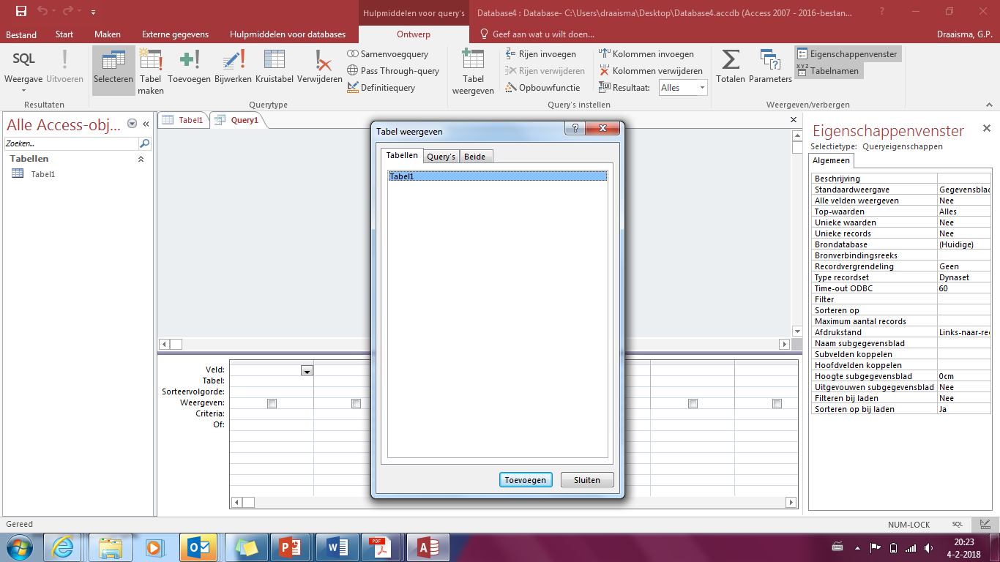 Hulpmiddelen voor query's
Database4 : Database- C:\Users\draaisma\Desktop\Database4.accdb (Access 2007 - 2016-bestan...
Bestand
Start
Maken
Externe gegevens
Hulpmiddelen voor databases
Ontwerp
Geef aan wat u wilt doen...
Draaisma, G.P.
SQL
Weergave
Uitvoeren
Resultaten
Selecteren
Tabel
maken
Toevoegen
Bijwerken
Kruistabel
Verwijderen
Samenvoegquery
Pass Through-query
Definitiequery
Querytype
Tabel
weergeven
Rijen invoegen
Rijen verwijderen
Opbouwfunctie
Kolommen invoegen
Kolommen verwijderen
Resultaat:
Alles
Query's instellen
Totalen
Parameters
Eigenschappenvenster
XYZ
Tabelnamen
Weergeven/verbergen
Alle Access-obj...
Zoeken...
Tabellen
Tabel1
Tabel1
Query1
Tabel weergeven
Tabellen
Query's
Beide
Tabel1
Toevoegen
Sluiten
Veld:
Tabel:
Sorteervolgorde:
Weergeven:
Criteria:
Of:
Eigenschappenvenster
Selectietype: Queryeigenschappen
Algemeen
Beschrijving
Standaardweergave Gegevensblad
Alle velden weergeven Nee
Top-waarden Alles
Unieke waarden Nee
Unieke records Nee
Brondatabase (Huidige)
Bronverbindingsreeks
Recordvergrendeling Geen
Type recordset Dynaset
Time-out ODBC 60
Filter
Sorteren op
Maximum aantal records
Afdrukstand Links-naar-re
Naam subgegevensblad
Subvelden koppelen
Hoofdvelden koppelen
Hoogte subgegevensblad 0cm
Uitgevouwen subgegevensblad Nee
Filteren bij laden Nee
Sorteren op bij laden Ja
Gereed
NUM-LOCK
SQL
20:23
4-2-2018